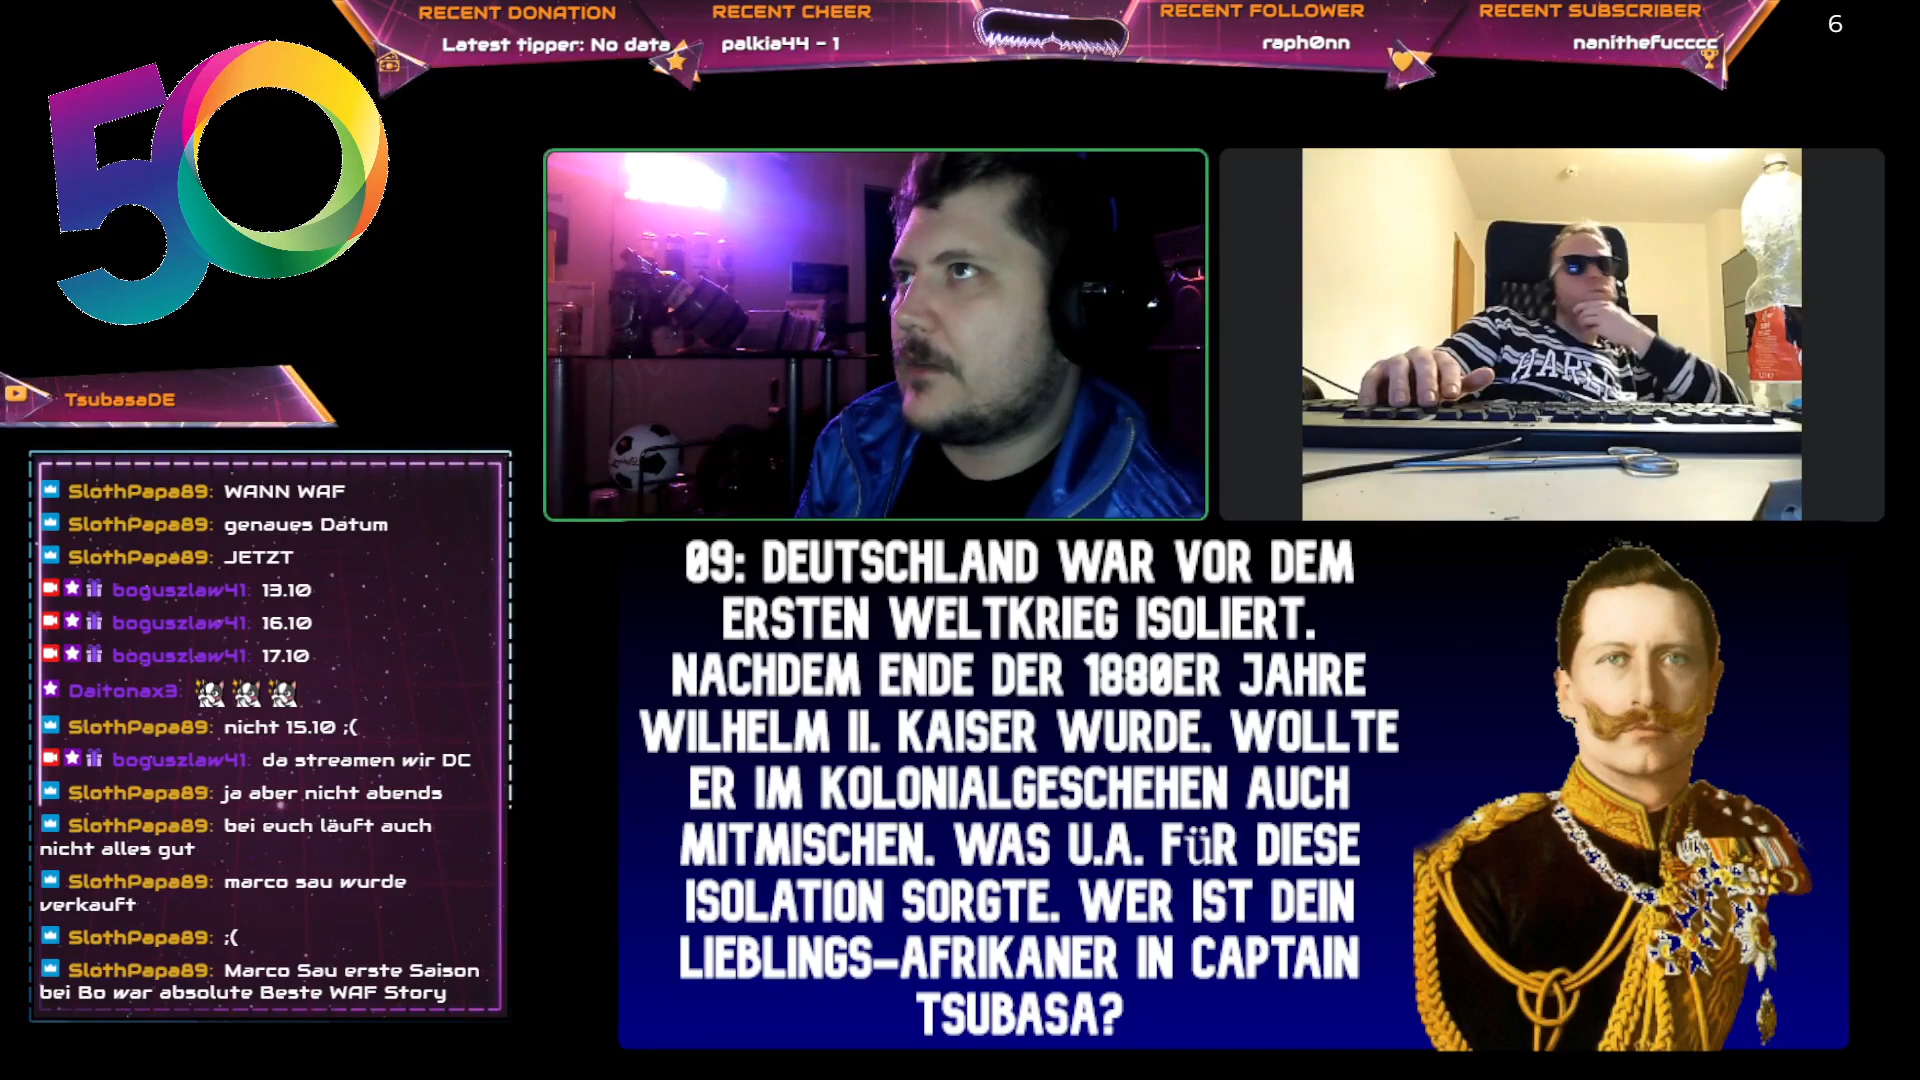 RECENT DONATION
Latest tipper: No data
RECENT CHEER
palkia44 - 1
RECENT FOLLOWER
raph0nn
RECENT SUBSCRIBER
nanithefucccc
6
50
TsubasaDE
SlothPapa89: WANN WAF
SlothPapa89: genaues Datum
SlothPapa89: JETZT
boguszlaw41: 13.10
boguszlaw41: 16.10
boguszlaw41: 17.10
Daitonax3:
SlothPapa89: nicht 15.10 ;(
boguszlaw41: da streamen wir DC
SlothPapa89: ja aber nicht abends
SlothPapa89: bei euch läuft auch
nicht alles gut
SlothPapa89: marco sau wurde
verkauft
SlothPapa89: ;(
SlothPapa89: Marco Sau erste Saison
bei Bo war absolute Beste WAF Story
09: DEUTSCHLAND WAR VOR DEM
ERSTEN WELTKRIEG ISOLIERT.
NACHDEM ENDE DER 1880ER JAHRE
WILHELM II. KAISER WURDE. WOLLTE
ER IM KOLONIALGESCHEHEN AUCH
MITMISCHEN. WAS U.A. FüR DIESE
ISOLATION SORGTE. WER IST DEIN
LIEBLINGS-AFRIKANER IN CAPTAIN
TSUBASA?